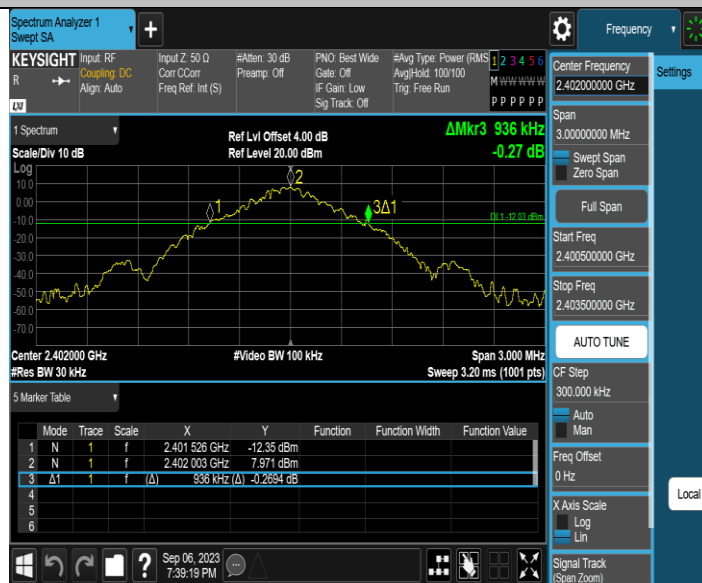 Spectrum Analyzer 1
Swept SA
+
Frequency
KEYSIGHT
R
LXI
Input: RF
Coupling: DC
Align: Auto
Input Z: 50 Ω
Corr CCorr
Freq Ref: Int (S)
#Atten: 30 dB
Preamp: Off
PNO: Best Wide
Gate: Off
IF Gain: Low
Sig Track: Off
#Avg Type: Power (RMS
Avg|Hold: 100/100
Trig: Free Run
1 2 3 4 5 6
M W W W W W
P P P P P P
Center Frequency
2.402000000 GHz
Settings
Span
3.00000000 MHz
Swept Span
Zero Span
Full Span
Start Freq
2.400500000 GHz
Stop Freq
2.403500000 GHz
AUTO TUNE
CF Step
300.000 kHz
Auto
Man
Freq Offset
0 Hz
X Axis Scale
Log
Lin
Signal Track
(Span Zoom)
Local
1 Spectrum
Scale/Div 10 dB
Ref Lvl Offset 4.00 dB
Ref Level 20.00 dBm
ΔMkr3 936 kHz
-0.27 dB
Log
10.0
0.00
-10.0
-20.0
-30.0
-40.0
-50.0
-60.0
-70.0
1
2
3Δ1
DL1 -12.03 dBm
Center 2.402000 GHz
#Res BW 30 kHz
#Video BW 100 kHz
Span 3.000 MHz
Sweep 3.20 ms (1001 pts)
5 Marker Table
Mode Trace Scale X Y Function Function Width Function Value
1 N 1 f 2.401 526 GHz -12.35 dBm
2 N 1 f 2.402 003 GHz 7.971 dBm
3 Δ1 1 f (Δ) 936 kHz (Δ) -0.2694 dB
4
5
6
?
Sep 06, 2023
7:39:19 PM